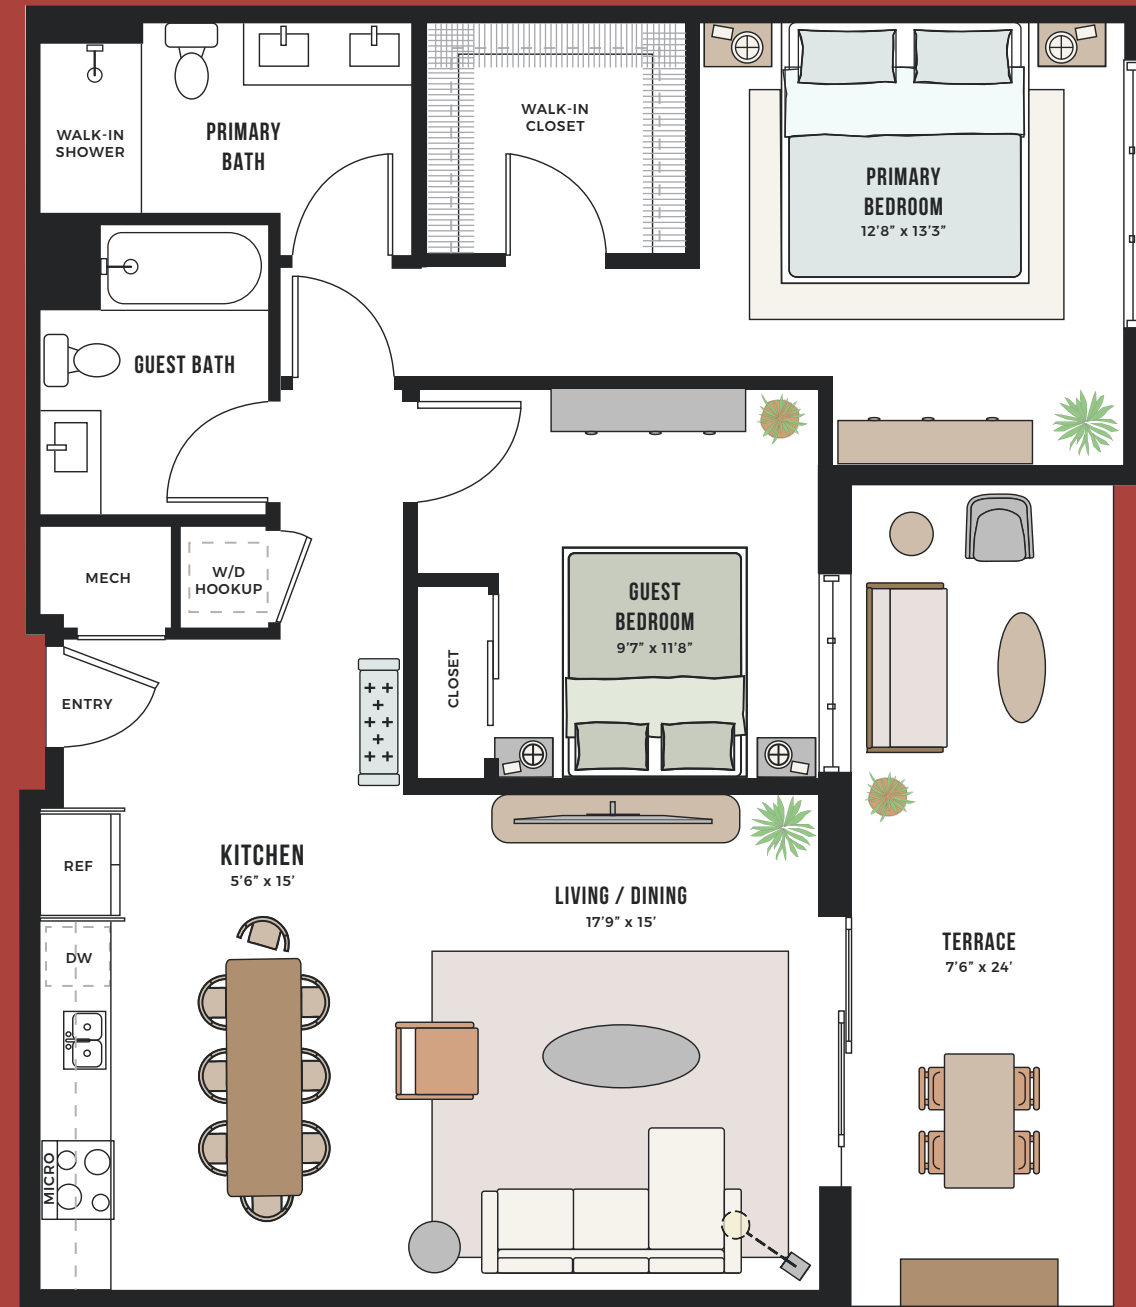 WALK-IN
SHOWER
PRIMARY
BATH
WALK-IN
CLOSET
PRIMARY
BEDROOM
12’8” x 13’3”
GUEST BATH
MECH
W/D
HOOKUP
GUEST
BEDROOM
9’7” x 11’8”
CLOSET
ENTRY
REF
KITCHEN
5’6” x 15’
LIVING / DINING
17’9” x 15’
DW
TERRACE
7’6” x 24’
MICRO